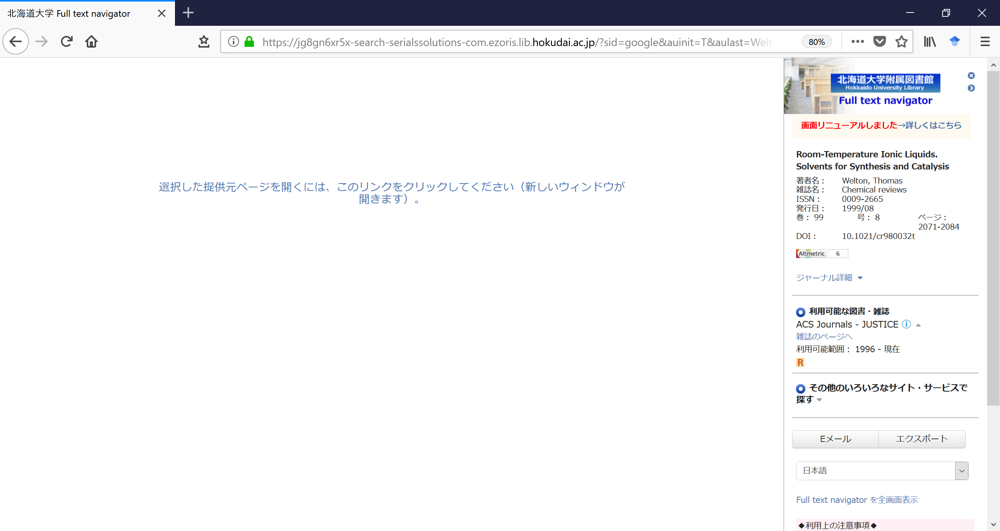 北海道大学 Full text navigator
https://jg8gn6xr5x-search-serialssolutions-com.ezoris.lib.hokudai.ac.jp/?sid=google&auinit=T&aulast=Welt
80%
選択した提供元ページを開くには、このリンクをクリックしてください（新しいウィンドウが
開きます）。
北海道大学附属図書館
Hokkaido University Library
Full text navigator
画面リニューアルしました→詳しくはこちら
Room-Temperature Ionic Liquids.
Solvents for Synthesis and Catalysis
著者名： Welton, Thomas
雑誌名： Chemical reviews
ISSN： 0009-2665
発行日： 1999/08
巻： 99 号： 8 ページ：
2071-2084
DOI： 10.1021/cr980032t
Altmetric 6
ジャーナル詳細
利用可能な図書・雑誌
ACS Journals - JUSTICE
雑誌のページへ
利用可能範囲： 1996 - 現在
R
その他のいろいろなサイト・サービスで
探す
Eメール エクスポート
日本語
Full text navigator を全画面表示
◆利用上の注意事項◆